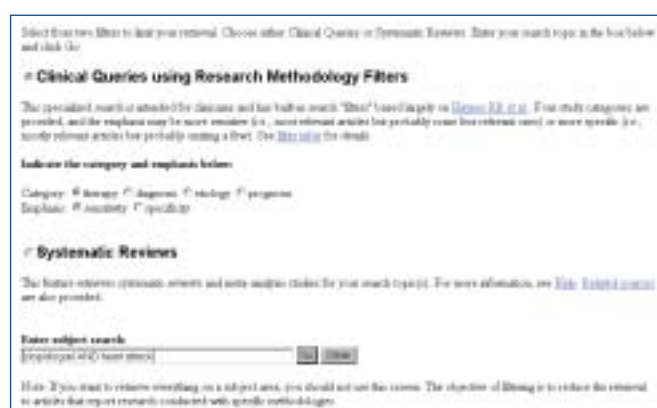 Select from two filters to limit your retrieval. Choose either Clinical Queries or Systematic Reviews. Enter your search topic in the box below
and click Go
Clinical Queries using Research Methodology Filters
This specialized search is intended for clinicians and has built-in search "filters" based largely on Haynes RB et al. Four study categories are
provided, and the emphasis may be more sensitive (i.e., most relevant articles but probably some less relevant ones) or more specific (i.e.,
mostly relevant articles but probably omitting a few). See filter table for details.
Indicate the category and emphasis below:
Category: therapy diagnosis etiology prognosis
Emphasis: sensitivity specificity
Systematic Reviews
This feature retrieves systematic reviews and meta-analysis studies for your search topic(s). For more information, see Help. Related sources
are also provided.
Enter subject search:
clopidogrel AND heart attack
Go Clear
Note: If you want to retrieve everything on a subject area, you should not use this screen. The objective of filtering is to reduce the retrieval
to articles that report research conducted with specific methodologies.